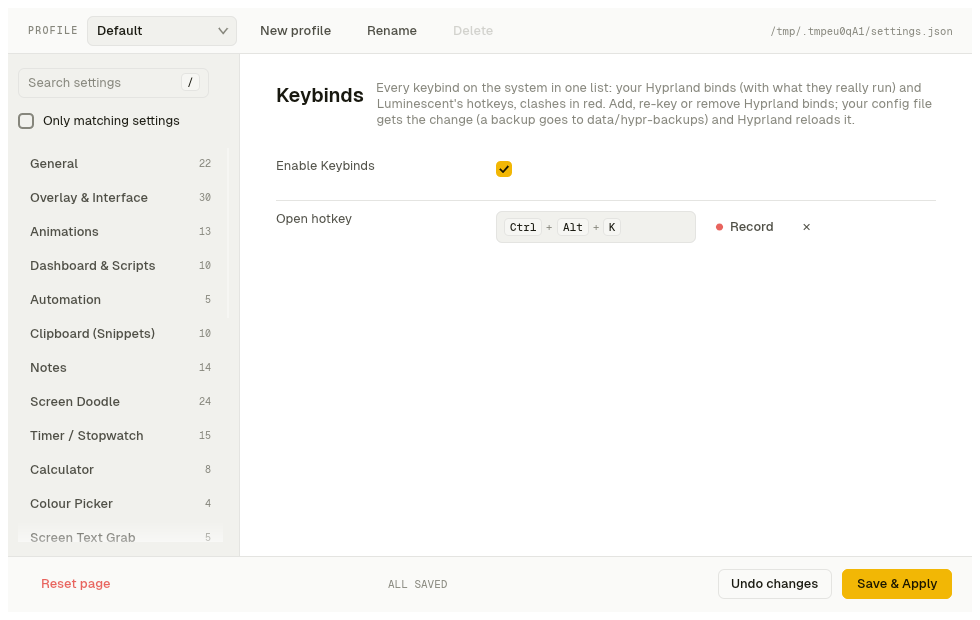 PROFILE Default New profile Rename Delete /tmp/.tmpeu0qA1/settings.json
Search settings /
Only matching settings
General 22
Overlay & Interface 30
Animations 13
Dashboard & Scripts 10
Automation 5
Clipboard (Snippets) 10
Notes 14
Screen Doodle 24
Timer / Stopwatch 15
Calculator 8
Colour Picker 4
Screen Text Grab 5
Keybinds
Every keybind on the system in one list: your Hyprland binds (with what they really run) and
Luminescent's hotkeys, clashes in red. Add, re-key or remove Hyprland binds; your config file
gets the change (a backup goes to data/hypr-backups) and Hyprland reloads it.
Enable Keybinds
Open hotkey Ctrl + Alt + K Record ×
Reset page ALL SAVED Undo changes Save & Apply